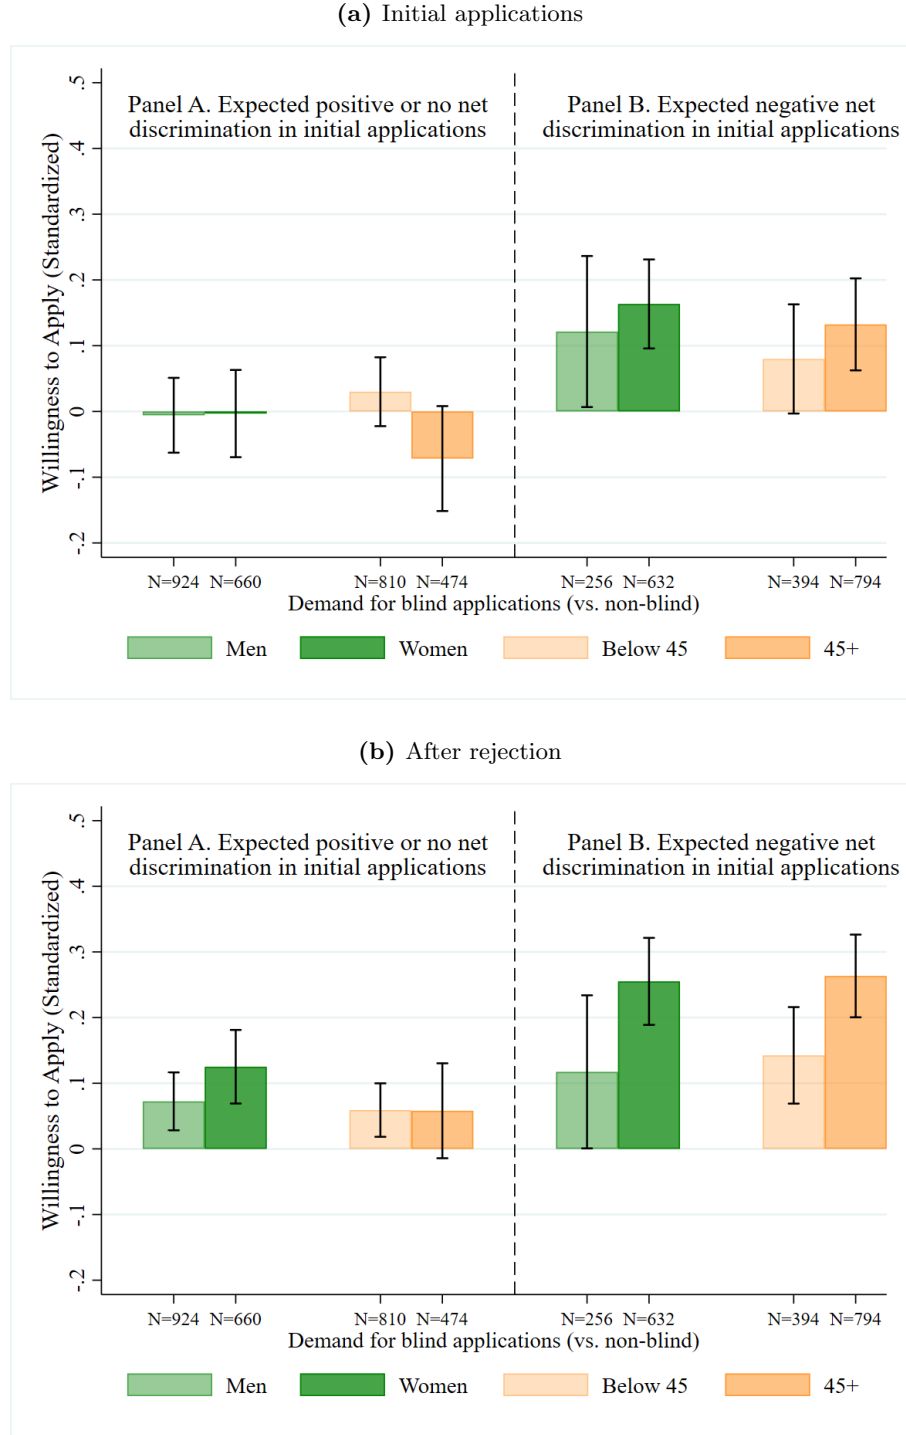 (a) Initial applications
Panel A. Expected positive or no net
discrimination in initial applications
Panel B. Expected negative net
discrimination in initial applications
Willingness to Apply (Standardized)
.5
.4
.3
.2
.1
0
-.1
-.2
N=924 N=660 N=810 N=474 N=256 N=632 N=394 N=794
Demand for blind applications (vs. non-blind)
Men Women Below 45 45+
(b) After rejection
Panel A. Expected positive or no net
discrimination in initial applications
Panel B. Expected negative net
discrimination in initial applications
Willingness to Apply (Standardized)
.5
.4
.3
.2
.1
0
-.1
-.2
N=924 N=660 N=810 N=474 N=256 N=632 N=394 N=794
Demand for blind applications (vs. non-blind)
Men Women Below 45 45+